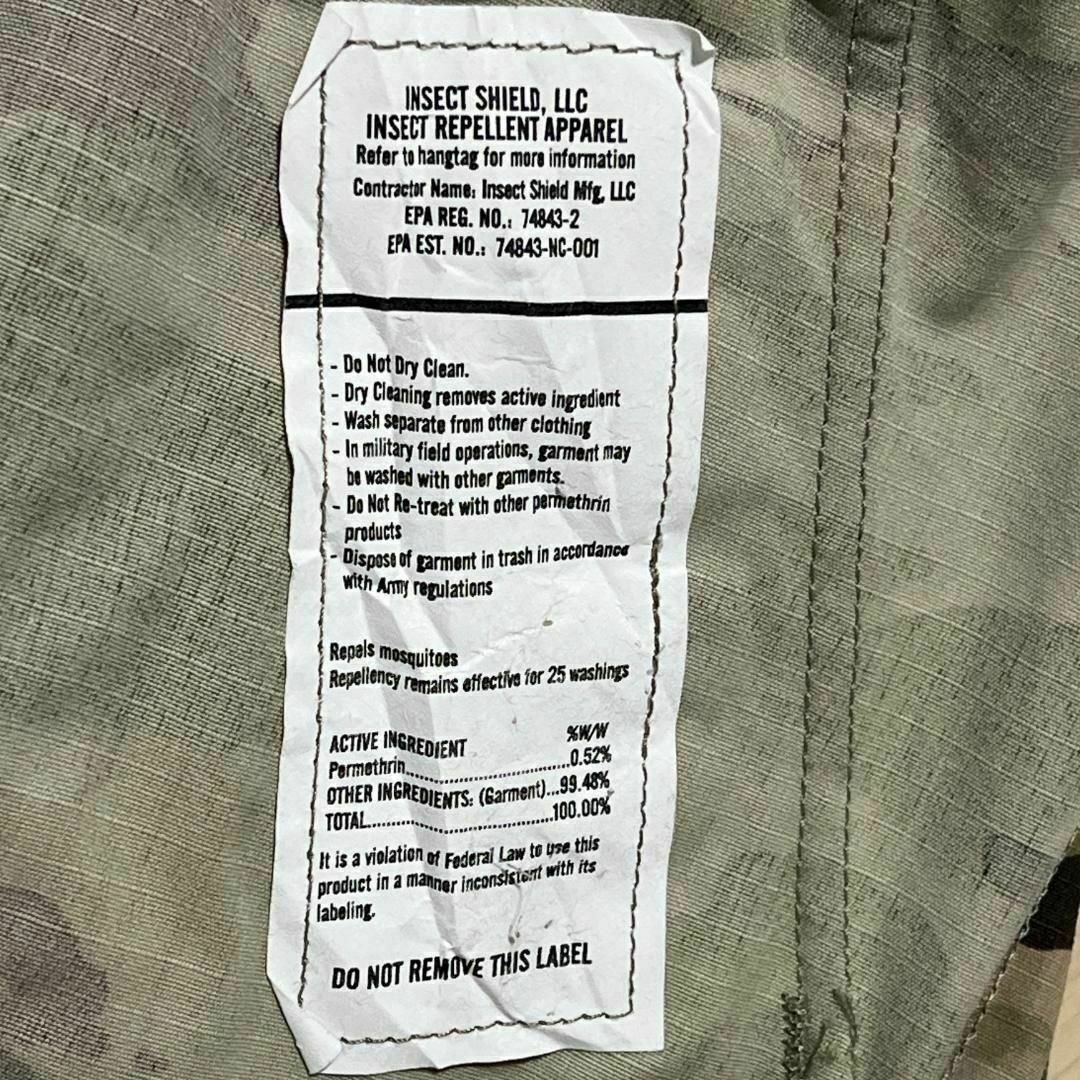 INSECT SHIELD, LLC
INSECT REPELLENT APPAREL
Refer to hangtag for more information
Contractor Name: Insect Shield Mfg, LLC
EPA REG. NO.: 74843-2
EPA EST. NO.: 74843-NC-001
- Do Not Dry Clean.
- Dry Cleaning removes active ingredient
- Wash separate from other clothing
- In military field operations, garment may
be washed with other garments.
- Do Not Re-treat with other permethrin
products
- Dispose of garment in trash in accordance
with Army regulations
Repels mosquitoes
Repellency remains effective for 25 washings
ACTIVE INGREDIENT %W/W
Permethrin...............................0.52%
OTHER INGREDIENTS: (Garment)...99.48%
TOTAL....................................100.00%
It is a violation of Federal Law to use this
product in a manner inconsistent with its
labeling.
DO NOT REMOVE THIS LABEL